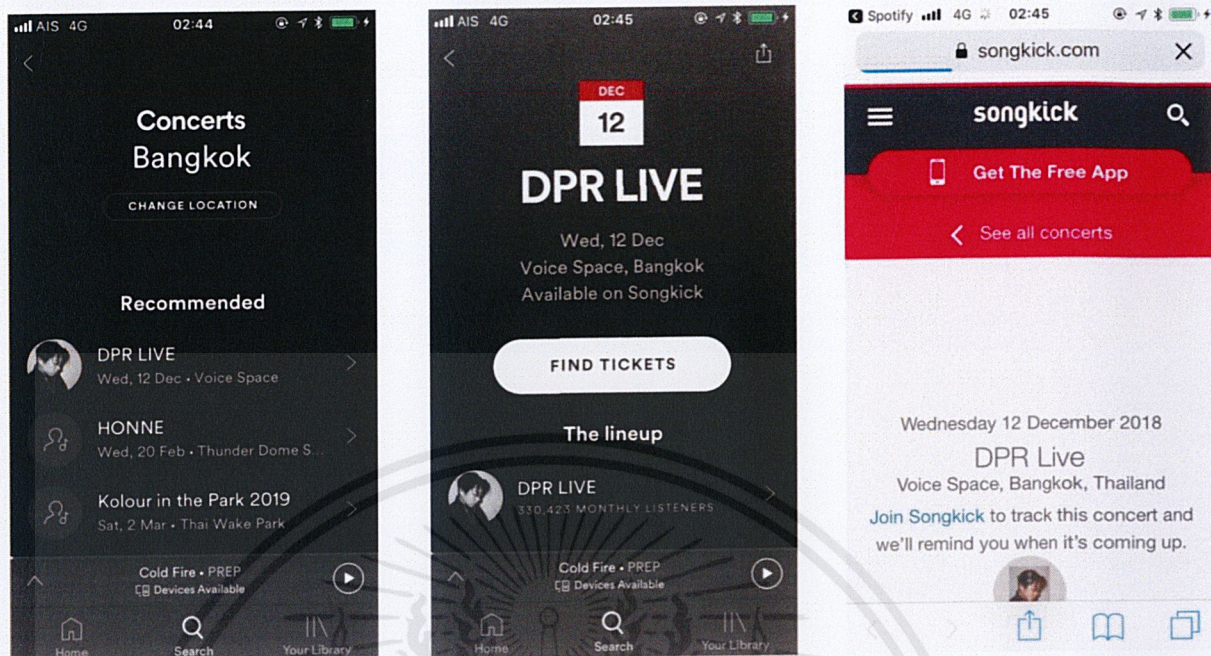 AIS 4G
02:44
Concerts
Bangkok
CHANGE LOCATION
Recommended
DPR LIVE
Wed, 12 Dec • Voice Space
HONNE
Wed, 20 Feb • Thunder Dome S...
Kolour in the Park 2019
Sat, 2 Mar • Thai Wake Park
Cold Fire • PREP
Devices Available
Home
Search
Your Library
AIS 4G
02:45
DEC
12
DPR LIVE
Wed, 12 Dec
Voice Space, Bangkok
Available on Songkick
FIND TICKETS
The lineup
DPR LIVE
330,423 MONTHLY LISTENERS
Cold Fire • PREP
Devices Available
Home
Search
Your Library
Spotify 4G 02:45
songkick.com
songkick
Get The Free App
See all concerts
Wednesday 12 December 2018
DPR Live
Voice Space, Bangkok, Thailand
Join Songkick to track this concert and
we'll remind you when it's coming up.